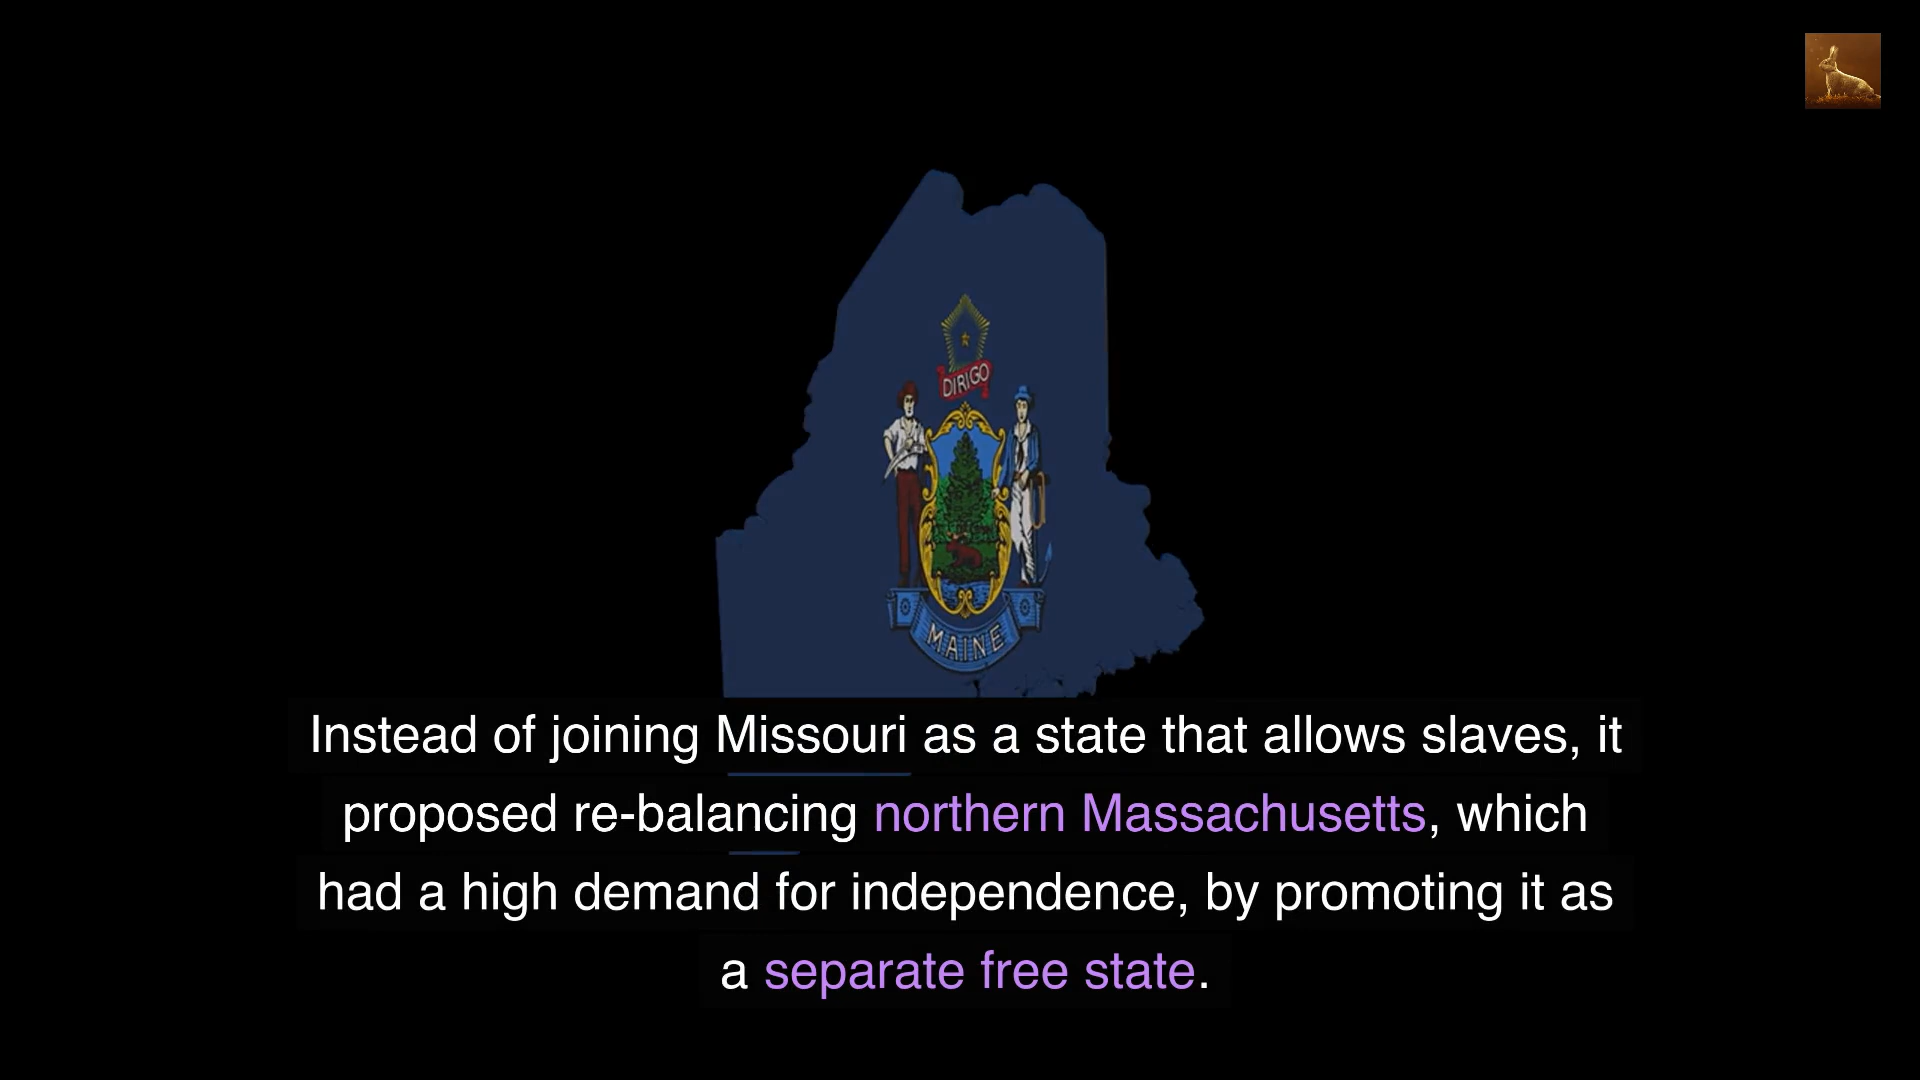 DIRIGO
MAINE
Instead of joining Missouri as a state that allows slaves, it
proposed re-balancing northern Massachusetts, which
had a high demand for independence, by promoting it as
a separate free state.